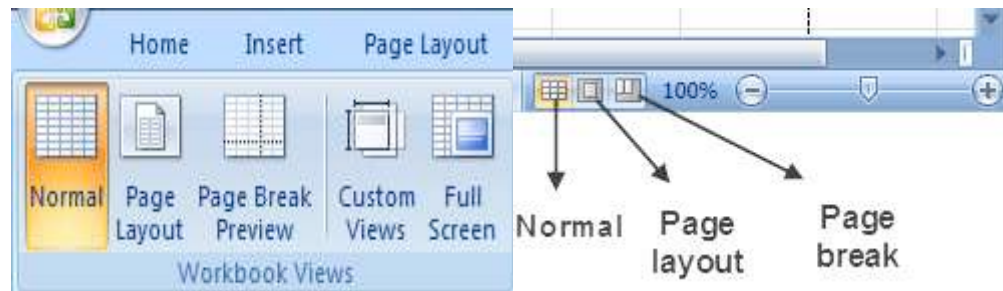 Home Insert Page Layout
Normal Page Layout Page Break Preview Custom Views Full Screen
Workbook Views
100%
Normal
Page layout
Page break